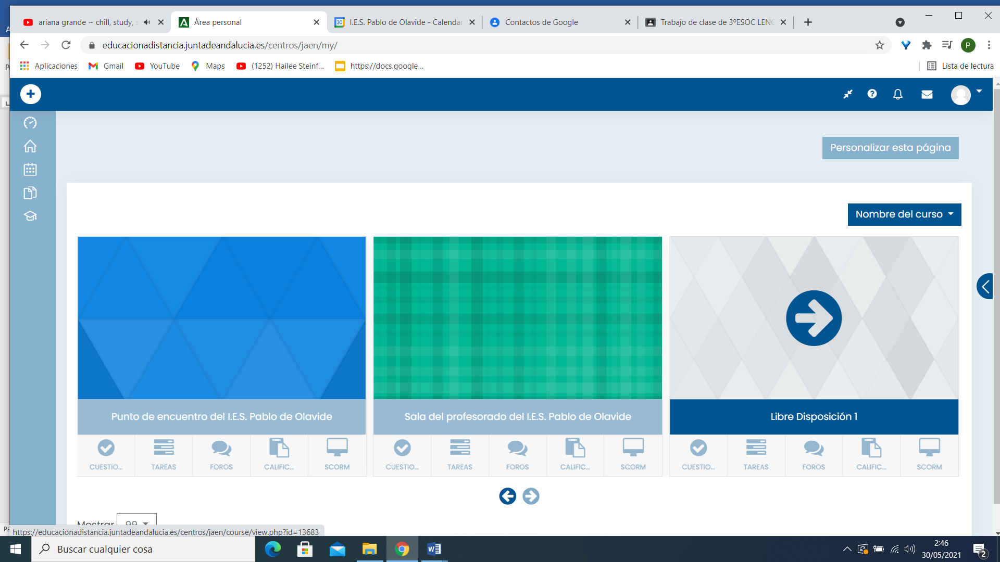 ariana grande ~ chill, study, s
Área personal
I.E.S. Pablo de Olavide - Calendar
Contactos de Google
Trabajo de clase de 3ºESOC LENG
educacionadistancia.juntadeandalucia.es/centros/jaen/my/
P
Aplicaciones
Gmail
YouTube
Maps
(1252) Hailee Steinf...
https://docs.google...
Lista de lectura
Personalizar esta página
Nombre del curso
Punto de encuentro del I.E.S. Pablo de Olavide
Sala del profesorado del I.E.S. Pablo de Olavide
Libre Disposición 1
CUESTIO... TAREAS FOROS CALIFIC... SCORM
CUESTIO... TAREAS FOROS CALIFIC... SCORM
CUESTIO... TAREAS FOROS CALIFIC... SCORM
Mostrar 99
https://educacionadistancia.juntadeandalucia.es/centros/jaen/course/view.php?id=13683
Buscar cualquier cosa
2:46
30/05/2021
2